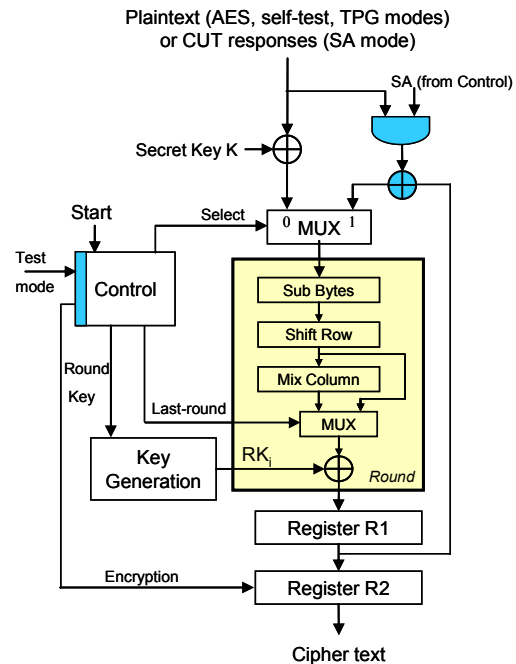 Plaintext (AES, self-test, TPG modes)
or CUT responses (SA mode)
SA (from Control)
Secret Key K
Start
Select
0 MUX 1
Test
mode
Control
Sub Bytes
Shift Row
Round
Key
Mix Column
Last-round
MUX
Key
Generation
RKi
Round
Register R1
Encryption
Register R2
Cipher text